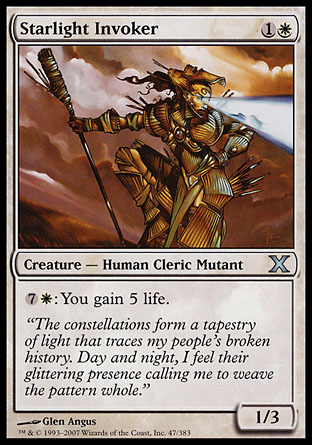 Starlight Invoker 1
Creature — Human Cleric Mutant X
7 : You gain 5 life.
"The constellations form a tapestry
of light that traces my people's broken
history. Day and night, I feel their
glittering presence calling me to weave
the pattern whole."
Glen Angus
™ & © 1993–2007 Wizards of the Coast, Inc. 47/383
1/3